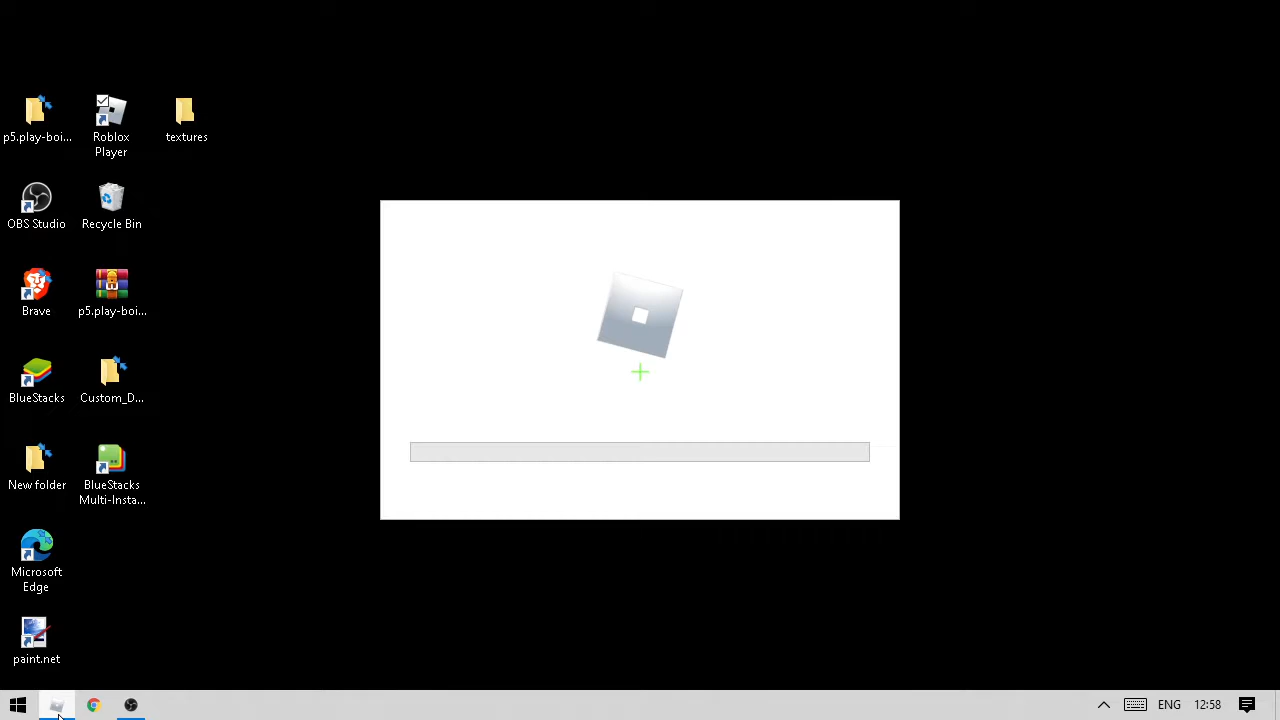 p5.play-boi...
Roblox
Player
textures
OBS Studio
Recycle Bin
Brave
p5.play-boi...
BlueStacks
Custom_D...
New folder
BlueStacks
Multi-Insta...
Microsoft
Edge
paint.net
ENG
12:58